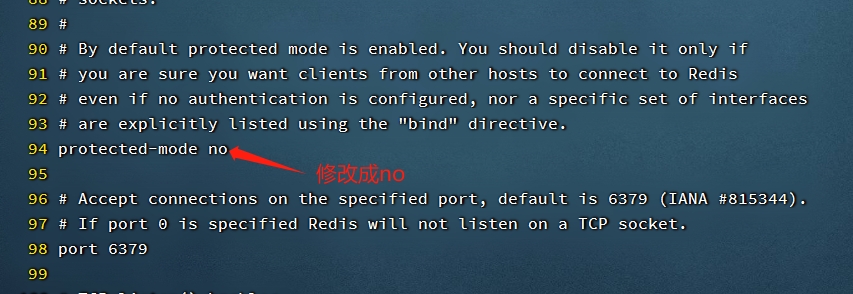 88 # sockets.
89 #
90 # By default protected mode is enabled. You should disable it only if
91 # you are sure you want clients from other hosts to connect to Redis
92 # even if no authentication is configured, nor a specific set of interfaces
93 # are explicitly listed using the "bind" directive.
94 protected-mode no
修改成no
95
96 # Accept connections on the specified port, default is 6379 (IANA #815344).
97 # If port 0 is specified Redis will not listen on a TCP socket.
98 port 6379
99